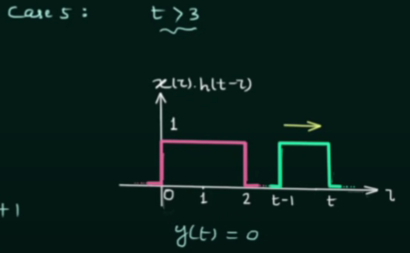 Case 5 : t > 3
x(τ).h(t-τ)
1
0 1 2 t-1 t τ
+1
y(t) = 0